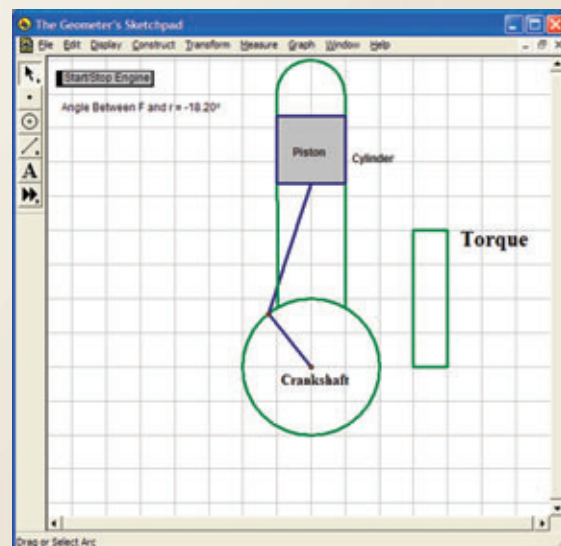 The Geometer's Sketchpad
File Edit Display Construct Transform Measure Graph Window Help
Start/Stop Engine
Angle Between F and r = -18.20°
Piston
Cylinder
Torque
A
Crankshaft
Drag or Select Arc